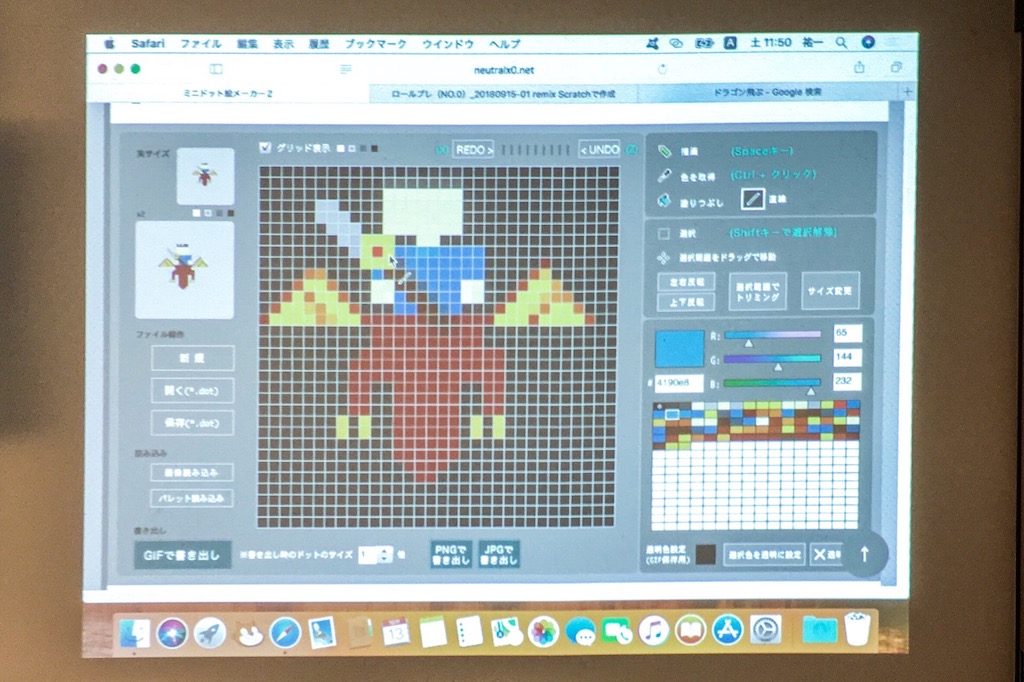 Safari ファイル 編集 表示 履歴 ブックマーク ウインドウ ヘルプ
A 土 11:50 祐一
neutralx0.net
ミニドット絵メーカー2
ロールプレ（NO.0）_20180915-01 remix Scratchで作成
ドラゴン飛ぶ - Google 検索
実サイズ
x2
ファイル操作
新 規
開く(*.dot)
保存(*.dot)
読み込み
画像読み込み
パレット読み込み
書き出し
GIFで書き出し
グリッド表示
REDO >
< UNDO
※書き出し時のドットのサイズ 1 倍
PNGで
書き出し
JPGで
書き出し
描画 (Spaceキー)
色を取得 (Ctrl + クリック)
塗りつぶし
直線
選択 (Shiftキーで選択解除)
選択範囲をドラッグで移動
左右反転
上下反転
選択範囲で
トリミング
サイズ変更
R: 65
G: 144
# 4190e8
B: 232
透明色設定
(GIF保存用)
選択色を透明に設定
13